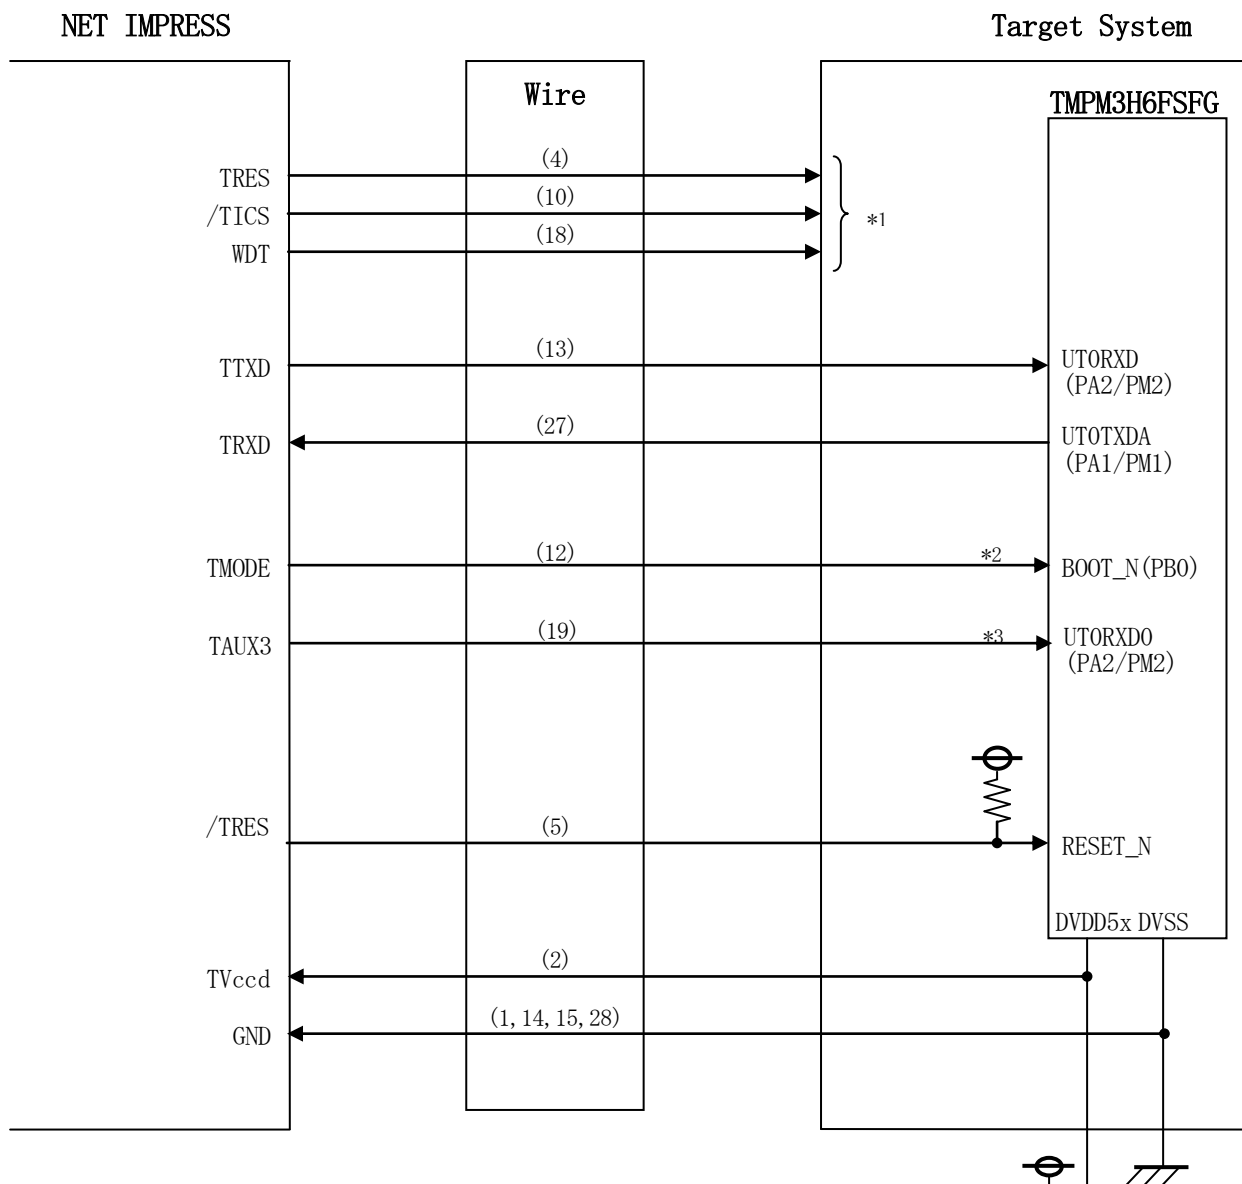 NET IMPRESS
Target System
Wire
TMPM3H6FSFG
TRES
(4)
/TICS
(10)
*1
WDT
(18)
TTXD
(13)
UT0RXD
(PA2/PM2)
TRXD
(27)
UT0TXDA
(PA1/PM1)
TMODE
(12)
*2
BOOT_N(PB0)
TAUX3
(19)
*3
UT0RXD0
(PA2/PM2)
/TRES
(5)
RESET_N
DVDD5x DVSS
TVccd
(2)
GND
(1,14,15,28)